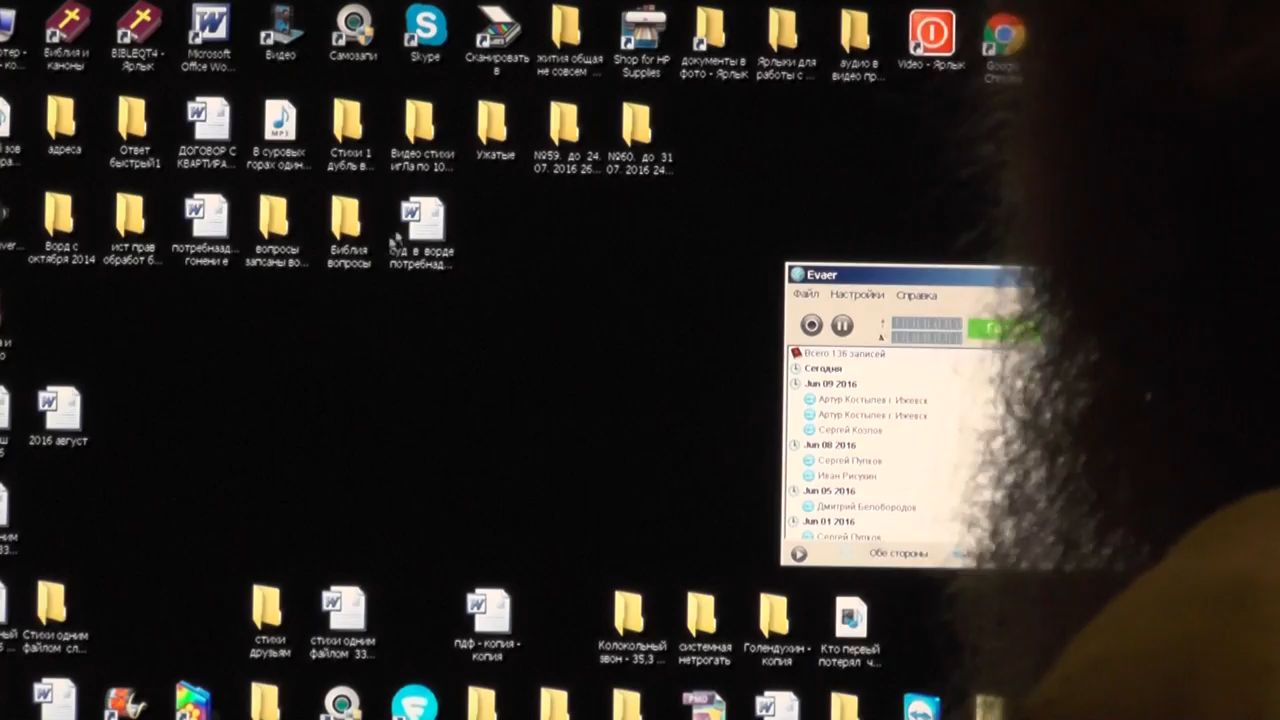 Библия и
каноны
BIBLEQT4 -
Ярлык
Microsoft
Office Wo...
Видео
Самозапи
Skype
Сканировать
в
жития общая
не совсем ...
Shop for HP
Supplies
документы в
фото - Ярлык
Ярлыки для
работы с ...
аудио в
видео пр...
Video - Ярлык
Google
Chrome
адреса
Ответ
быстрый1
ДОГОВОР С
КВАРТИРА...
MP3
В суровых
горах один...
Стихи 1
дубль в...
Видео стихи
игЛа по 10...
Ужатые
№59. до 24.
07. 2016 26...
№60. до 31
07. 2016 24...
Ворд с
октября 2014
ист прав
обработ б...
потребнаад...
гонени е
вопросы
запсаны во...
Библия
вопросы
суд в ворде
потребнад...
Evaer
Файл Настройки Справка
Всего 136 записей
Сегодня
Jun 09 2016
Артур Костылев г. Ижевск
Артур Костылев г. Ижевск
Сергей Козлов
Jun 08 2016
Сергей Пупков
Иван Рисухин
Jun 05 2016
Дмитрий Белобородов
Jun 01 2016
Сергей Пупков
Обе стороны
2016 август
Стихи одним
файлом сл...
стихи
друзьям
стихи одним
файлом 33...
пдф - копия -
копия
Колокольный
звон - 35,3 ...
системная
нетрогать
Голендухин -
копия
Кто первый
потерял ч...